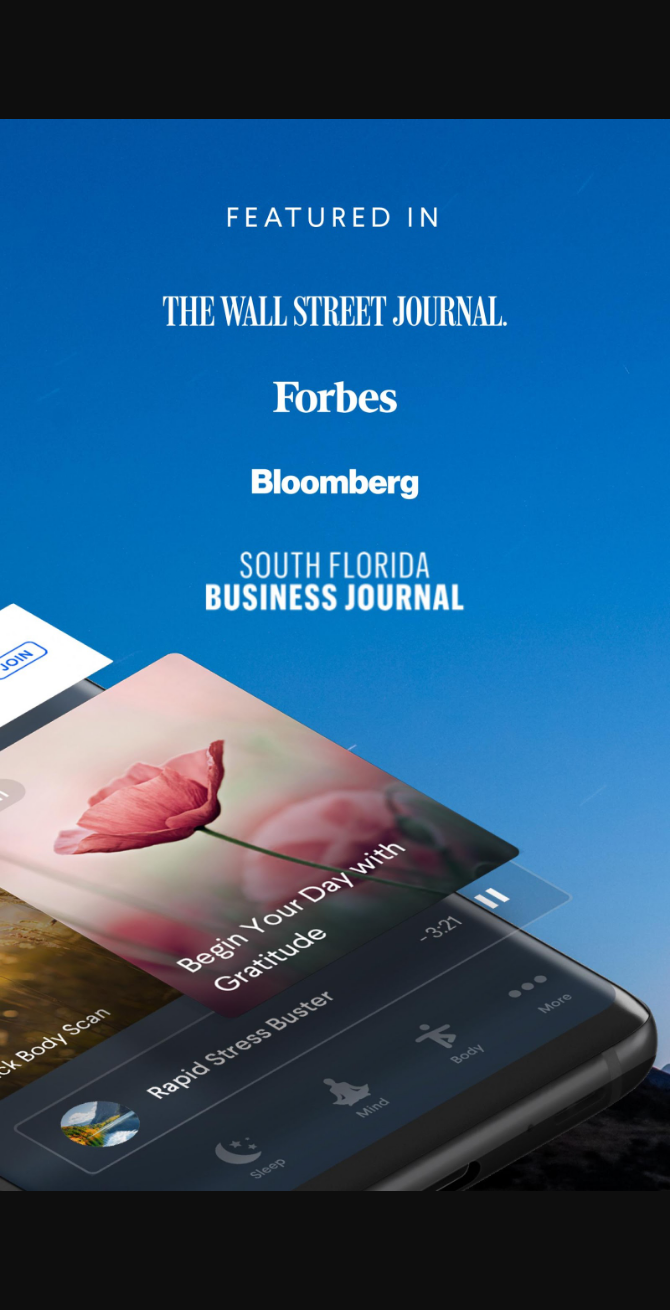 FEATURED IN
THE WALL STREET JOURNAL.
Forbes
Bloomberg
SOUTH FLORIDA
BUSINESS JOURNAL
JOIN
Begin Your Day with
Gratitude
-3:21
Body Scan
Rapid Stress Buster
More
Body
Mind
Sleep